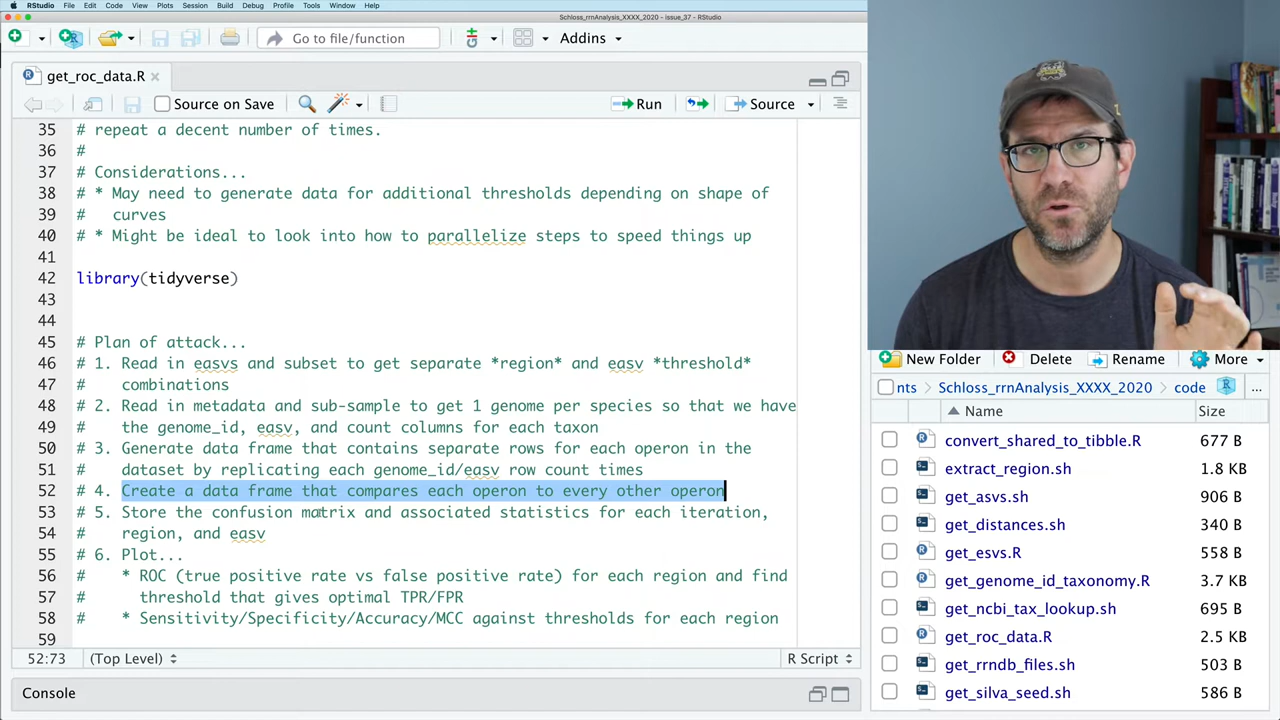 RStudio File Edit Code View Plots Session Build Debug Profile Tools Window Help
Schloss_rrnAnalysis_XXXX_2020 - issue_37 - RStudio
Go to file/function
Addins
get_roc_data.R
Source on Save
Run
Source
35 # repeat a decent number of times.
36 #
37 # Considerations...
38 # * May need to generate data for additional thresholds depending on shape of
39 #   curves
40 # * Might be ideal to look into how to parallelize steps to speed things up
41
42 library(tidyverse)
43
44
45 # Plan of attack...
46 # 1. Read in asvs and subset to get separate *region* and easv *threshold*
47 #    combinations
48 # 2. Read in metadata and sub-sample to get 1 genome per species so that we have
49 #    the genome_id, easv, and count columns for each taxon
50 # 3. Generate data frame that contains separate rows for each operon in the
51 #    dataset by replicating each genome_id/easv row count times
52 # 4. Create a data frame that compares each operon to every other operon
53 # 5. Store the confusion matrix and associated statistics for each iteration,
54 #    region, and easv
55 # 6. Plot...
56 #    * ROC (true positive rate vs false positive rate) for each region and find
57 #      threshold that gives optimal TPR/FPR
58 #    * Sensitivity/Specificity/Accuracy/MCC against thresholds for each region
59
52:73 (Top Level) R Script
Console
New Folder Delete Rename More
nts Schloss_rrnAnalysis_XXXX_2020 code ...
Name Size
convert_shared_to_tibble.R 677 B
extract_region.sh 1.8 KB
get_asvs.sh 906 B
get_distances.sh 340 B
get_esvs.R 558 B
get_genome_id_taxonomy.R 3.7 KB
get_ncbi_tax_lookup.sh 695 B
get_roc_data.R 2.5 KB
get_rrndb_files.sh 503 B
get_silva_seed.sh 586 B